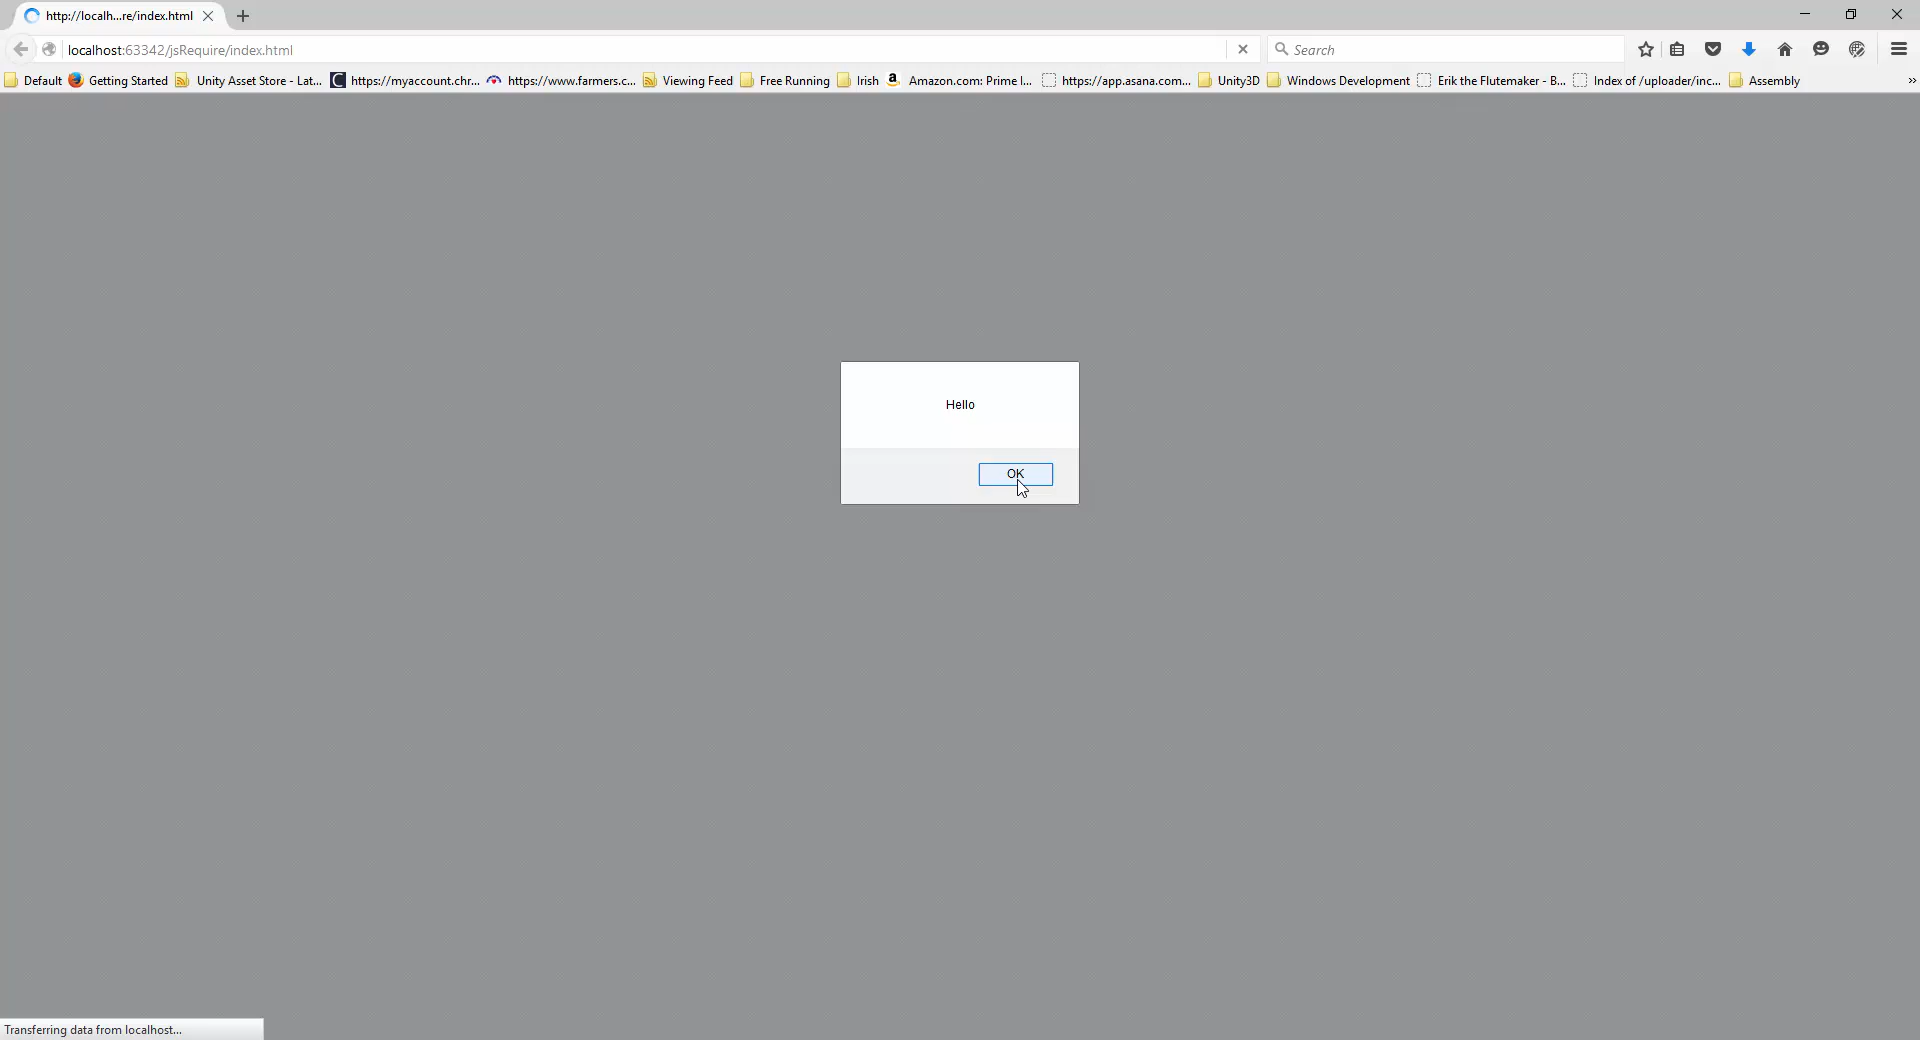 http://localh...re/index.html
localhost:63342/jsRequire/index.html
Search
Default Getting Started Unity Asset Store - Lat... https://myaccount.chr... https://www.farmers.c... Viewing Feed Free Running Irish Amazon.com: Prime I... https://app.asana.com... Unity3D Windows Development Erik the Flutemaker - B... Index of /uploader/inc... Assembly
Hello
OK
Transferring data from localhost...